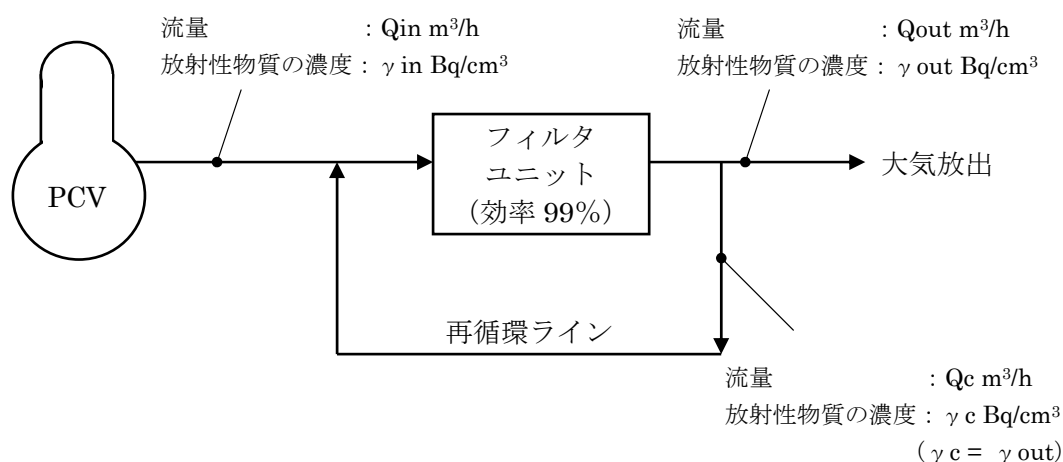 流量 : Qin m³/h
放射性物質の濃度 : γ in Bq/cm³
流量 : Qout m³/h
放射性物質の濃度 : γ out Bq/cm³
PCV
フィルタ
ユニット
（効率 99%）
大気放出
再循環ライン
流量 : Qc m³/h
放射性物質の濃度 : γ c Bq/cm³
（ γ c = γ out）